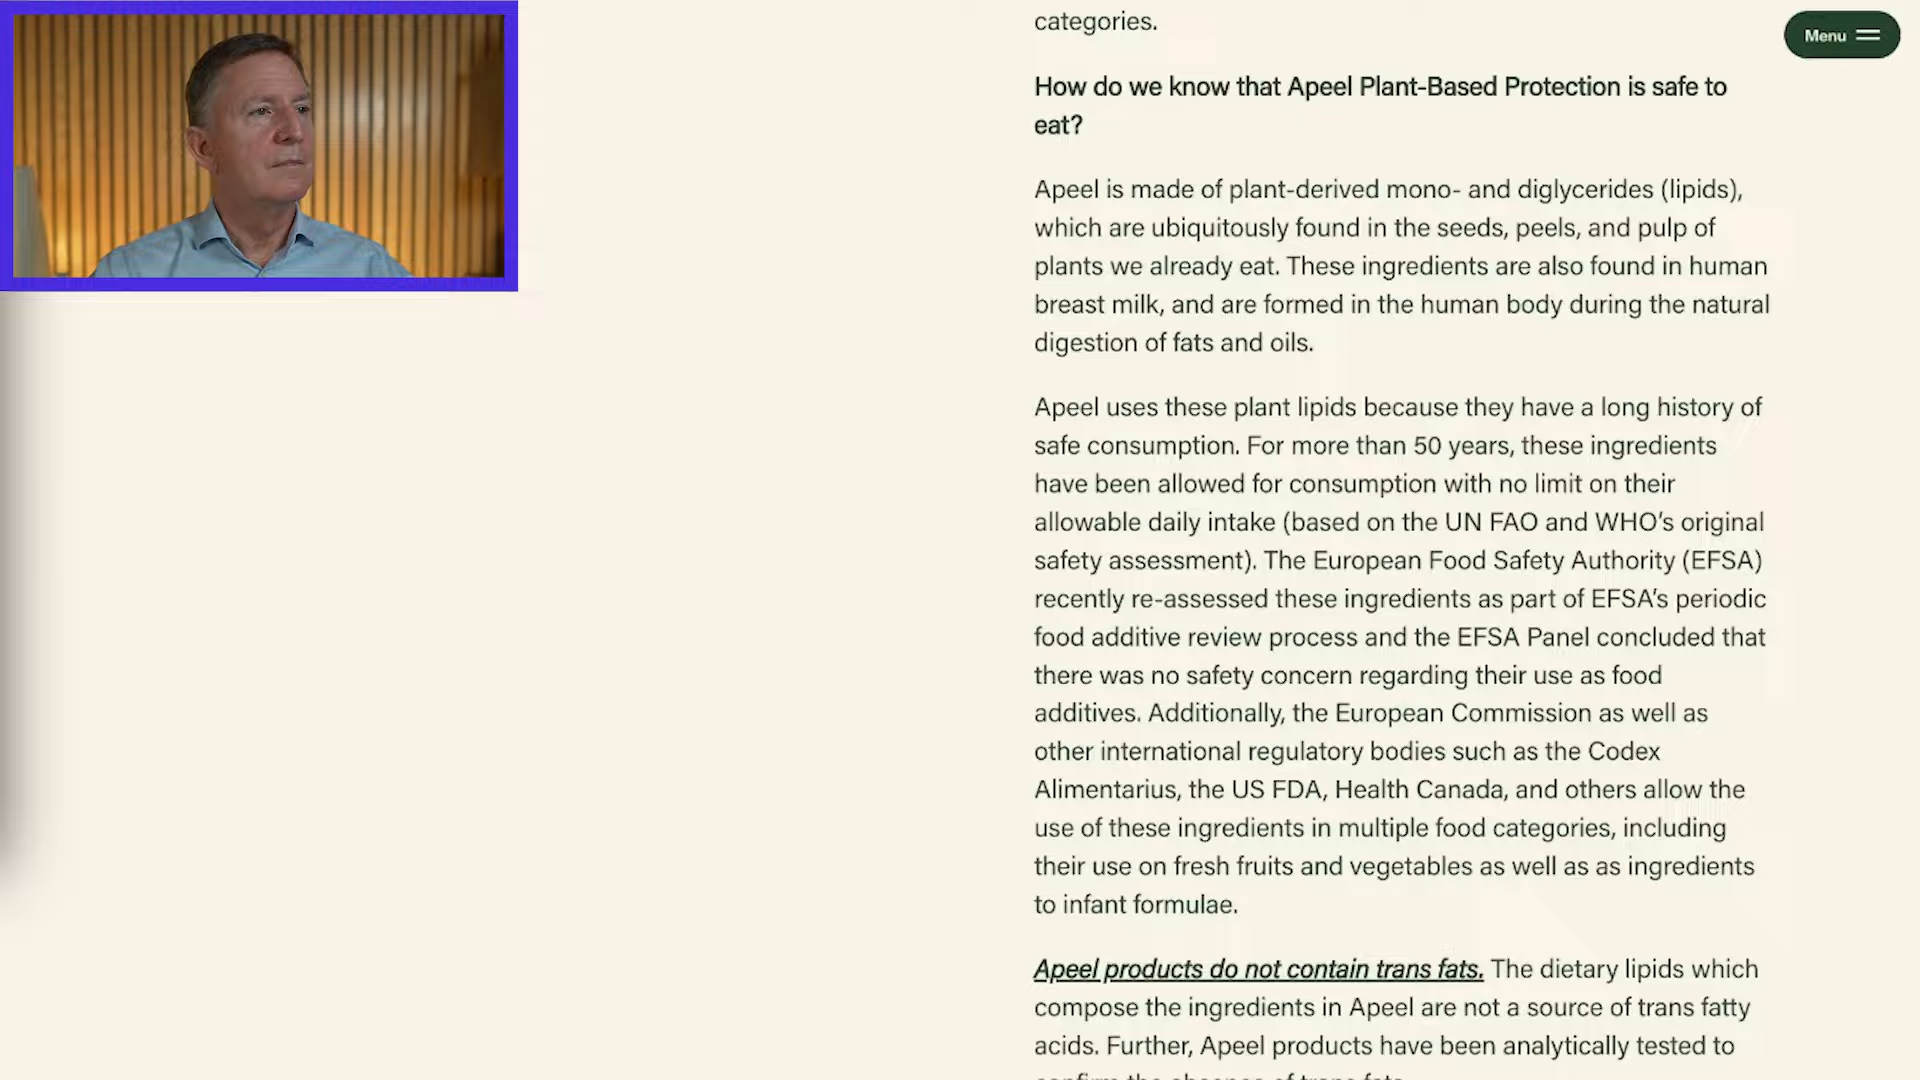 categories.
Menu
How do we know that Apeel Plant-Based Protection is safe to
eat?
Apeel is made of plant-derived mono- and diglycerides (lipids),
which are ubiquitously found in the seeds, peels, and pulp of
plants we already eat. These ingredients are also found in human
breast milk, and are formed in the human body during the natural
digestion of fats and oils.
Apeel uses these plant lipids because they have a long history of
safe consumption. For more than 50 years, these ingredients
have been allowed for consumption with no limit on their
allowable daily intake (based on the UN FAO and WHO’s original
safety assessment). The European Food Safety Authority (EFSA)
recently re-assessed these ingredients as part of EFSA’s periodic
food additive review process and the EFSA Panel concluded that
there was no safety concern regarding their use as food
additives. Additionally, the European Commission as well as
other international regulatory bodies such as the Codex
Alimentarius, the US FDA, Health Canada, and others allow the
use of these ingredients in multiple food categories, including
their use on fresh fruits and vegetables as well as as ingredients
to infant formulae.
Apeel products do not contain trans fats. The dietary lipids which
compose the ingredients in Apeel are not a source of trans fatty
acids. Further, Apeel products have been analytically tested to